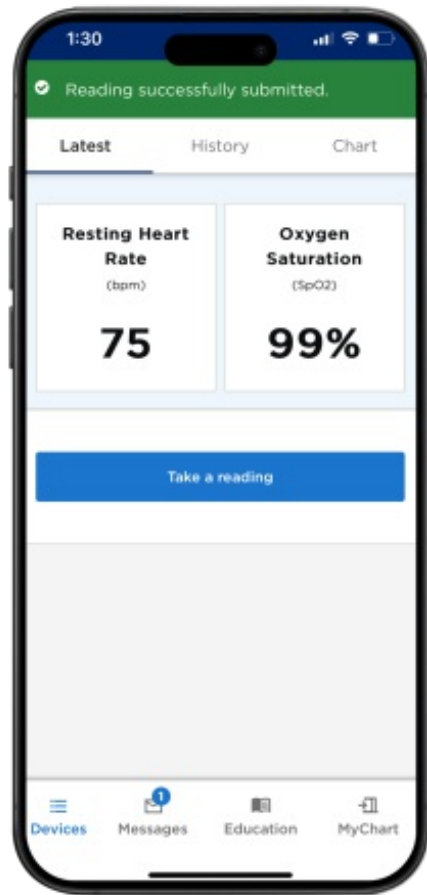 1:30
Reading successfully submitted.
Latest History Chart
Resting Heart
Rate
(bpm)
75
Oxygen
Saturation
(SpO2)
99%
Take a reading
1
Devices Messages Education MyChart